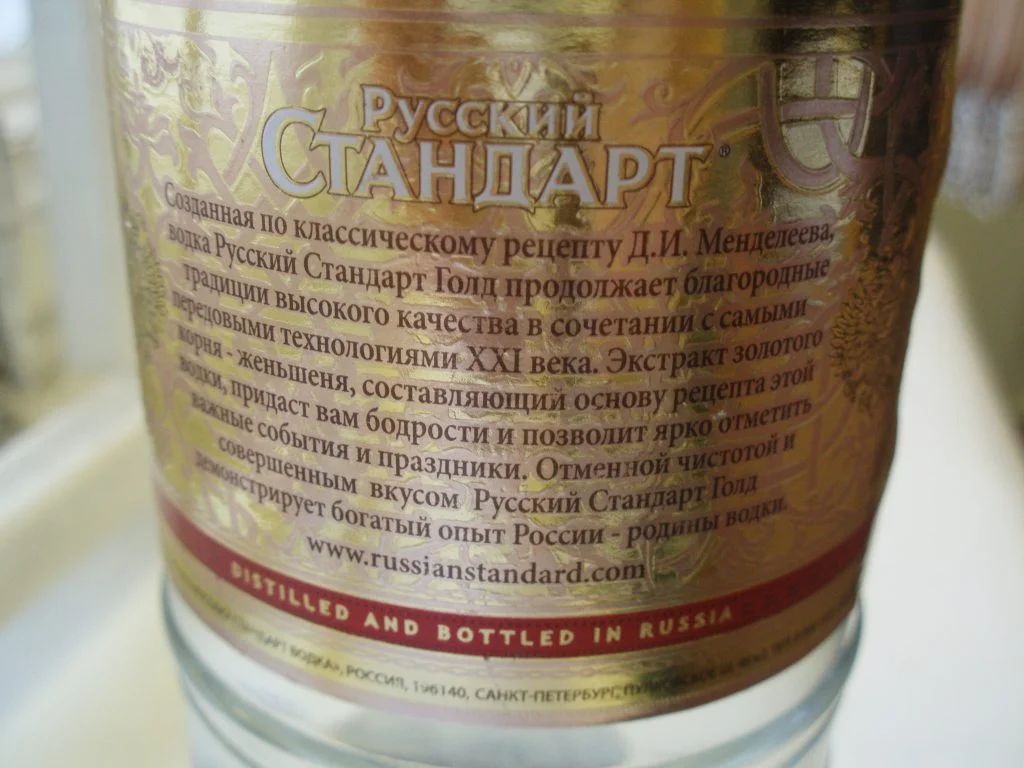 Русский
Стандарт®
Созданная по классическому рецепту Д.И. Менделеева,
водка Русский Стандарт Голд продолжает благородные
традиции высокого качества в сочетании с самыми
передовыми технологиями XXI века. Экстракт золотого
корня - женьшеня, составляющий основу рецепта этой
водки, придаст вам бодрости и позволит ярко отметить
важные события и праздники. Отменной чистотой и
совершенным вкусом Русский Стандарт Голд
демонстрирует богатый опыт России - родины водки.
www.russianstandard.com
DISTILLED AND BOTTLED IN RUSSIA
ВОДКА», РОССИЯ, 196140, САНКТ-ПЕТЕРБУРГ,